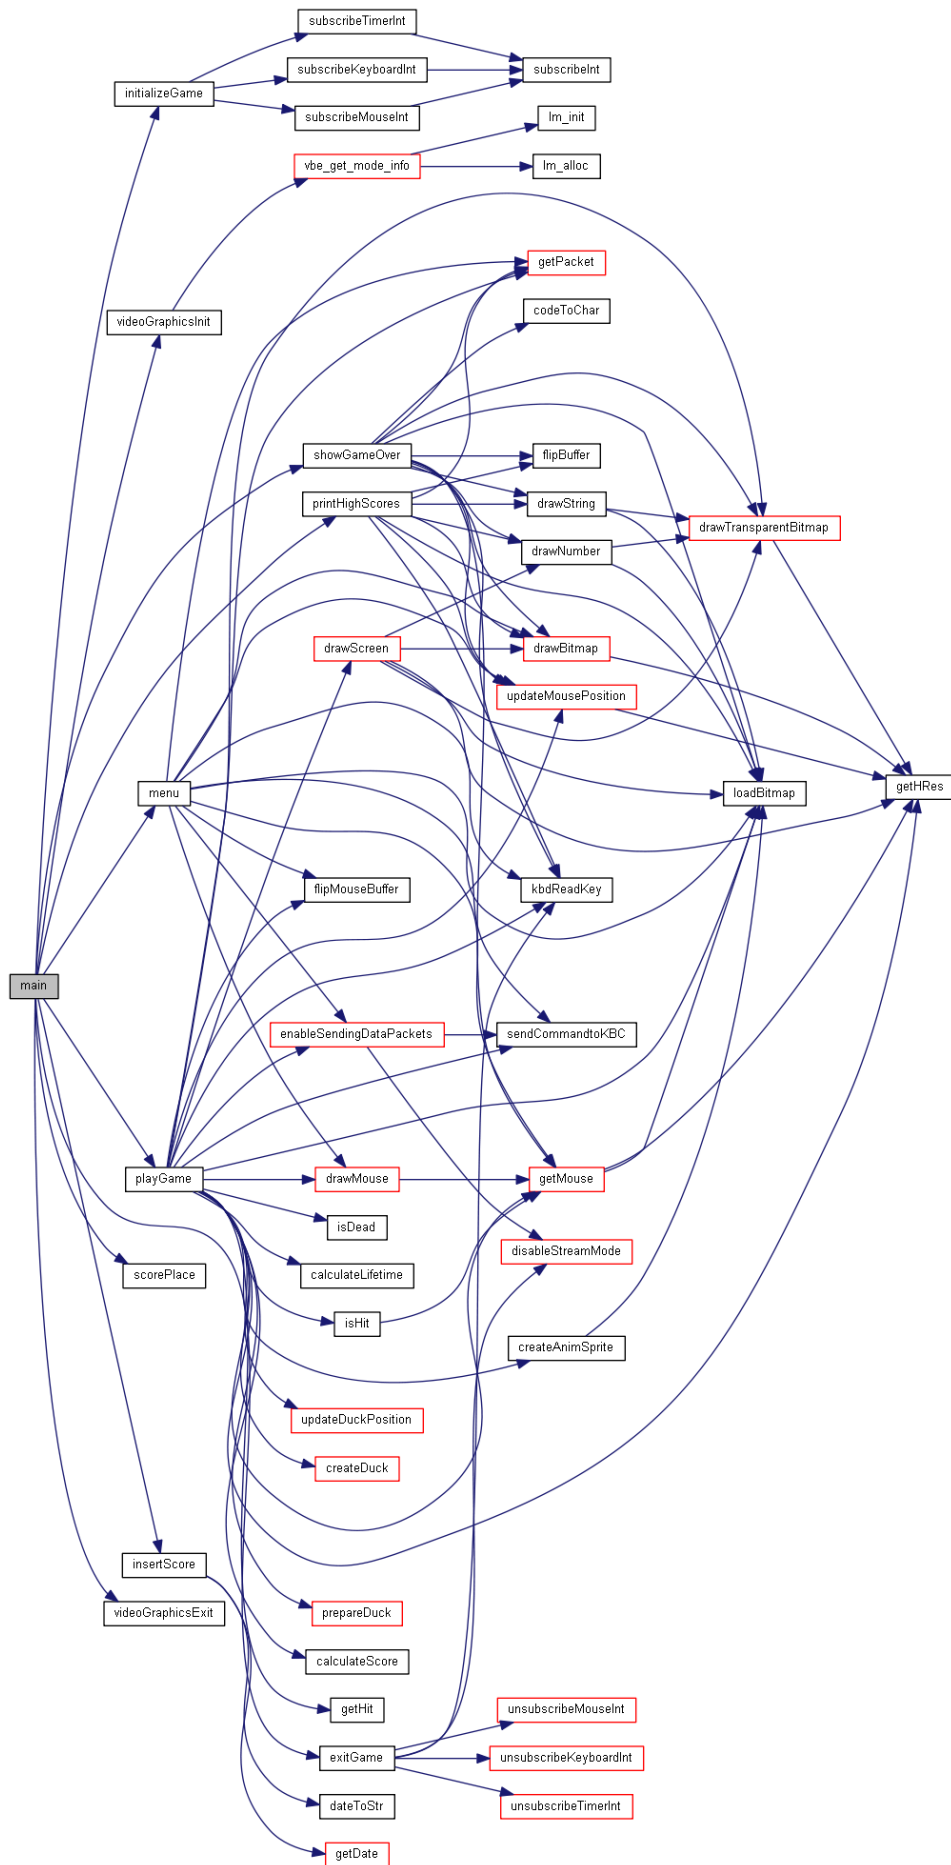 subscribeTimerInt
subscribeKeyboardInt
subscribeInt
initializeGame
subscribeMouseInt
lm_init
vbe_get_mode_info
lm_alloc
getPacket
codeToChar
videoGraphicsInit
showGameOver
flipBuffer
printHighScores
drawString
drawTransparentBitmap
drawNumber
drawScreen
drawBitmap
updateMousePosition
menu
loadBitmap
getHRes
flipMouseBuffer
kbdReadKey
main
enableSendingDataPackets
sendCommandtoKBC
playGame
drawMouse
getMouse
isDead
disableStreamMode
scorePlace
calculateLifetime
isHit
createAnimSprite
updateDuckPosition
createDuck
insertScore
videoGraphicsExit
prepareDuck
calculateScore
getHit
unsubscribeMouseInt
exitGame
unsubscribeKeyboardInt
dateToStr
unsubscribeTimerInt
getDate